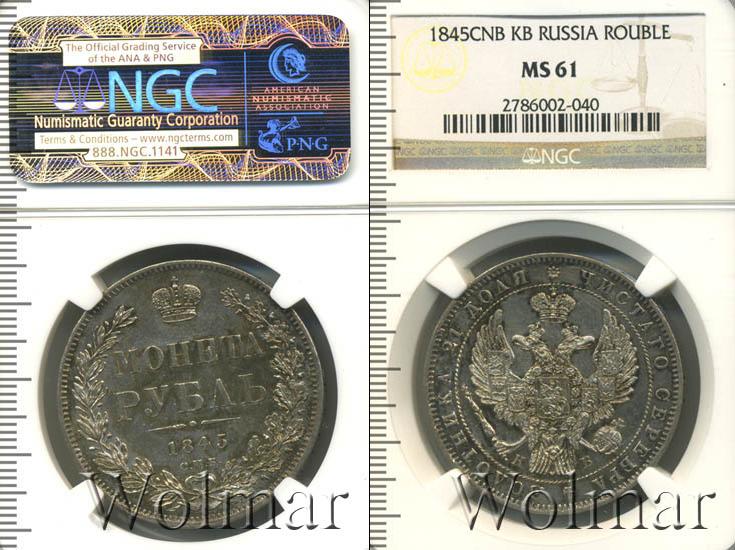 The Official Grading Service
of the ANA & PNG
NGC
Numismatic Guaranty Corporation
Terms & Conditions – www.ngcterms.com
888.NGC.1141
AMERICAN
NUMISMATIC
ASSOCIATION
PNG
1845CNB KB RUSSIA ROUBLE
MS 61
2786002-040
NGC
МОНЕТА
РУБЛЬ
1845
С.П.Б.
ЧИСТАГО СЕРЕБРА
ДОЛЯ
Wolmar
Wolmar